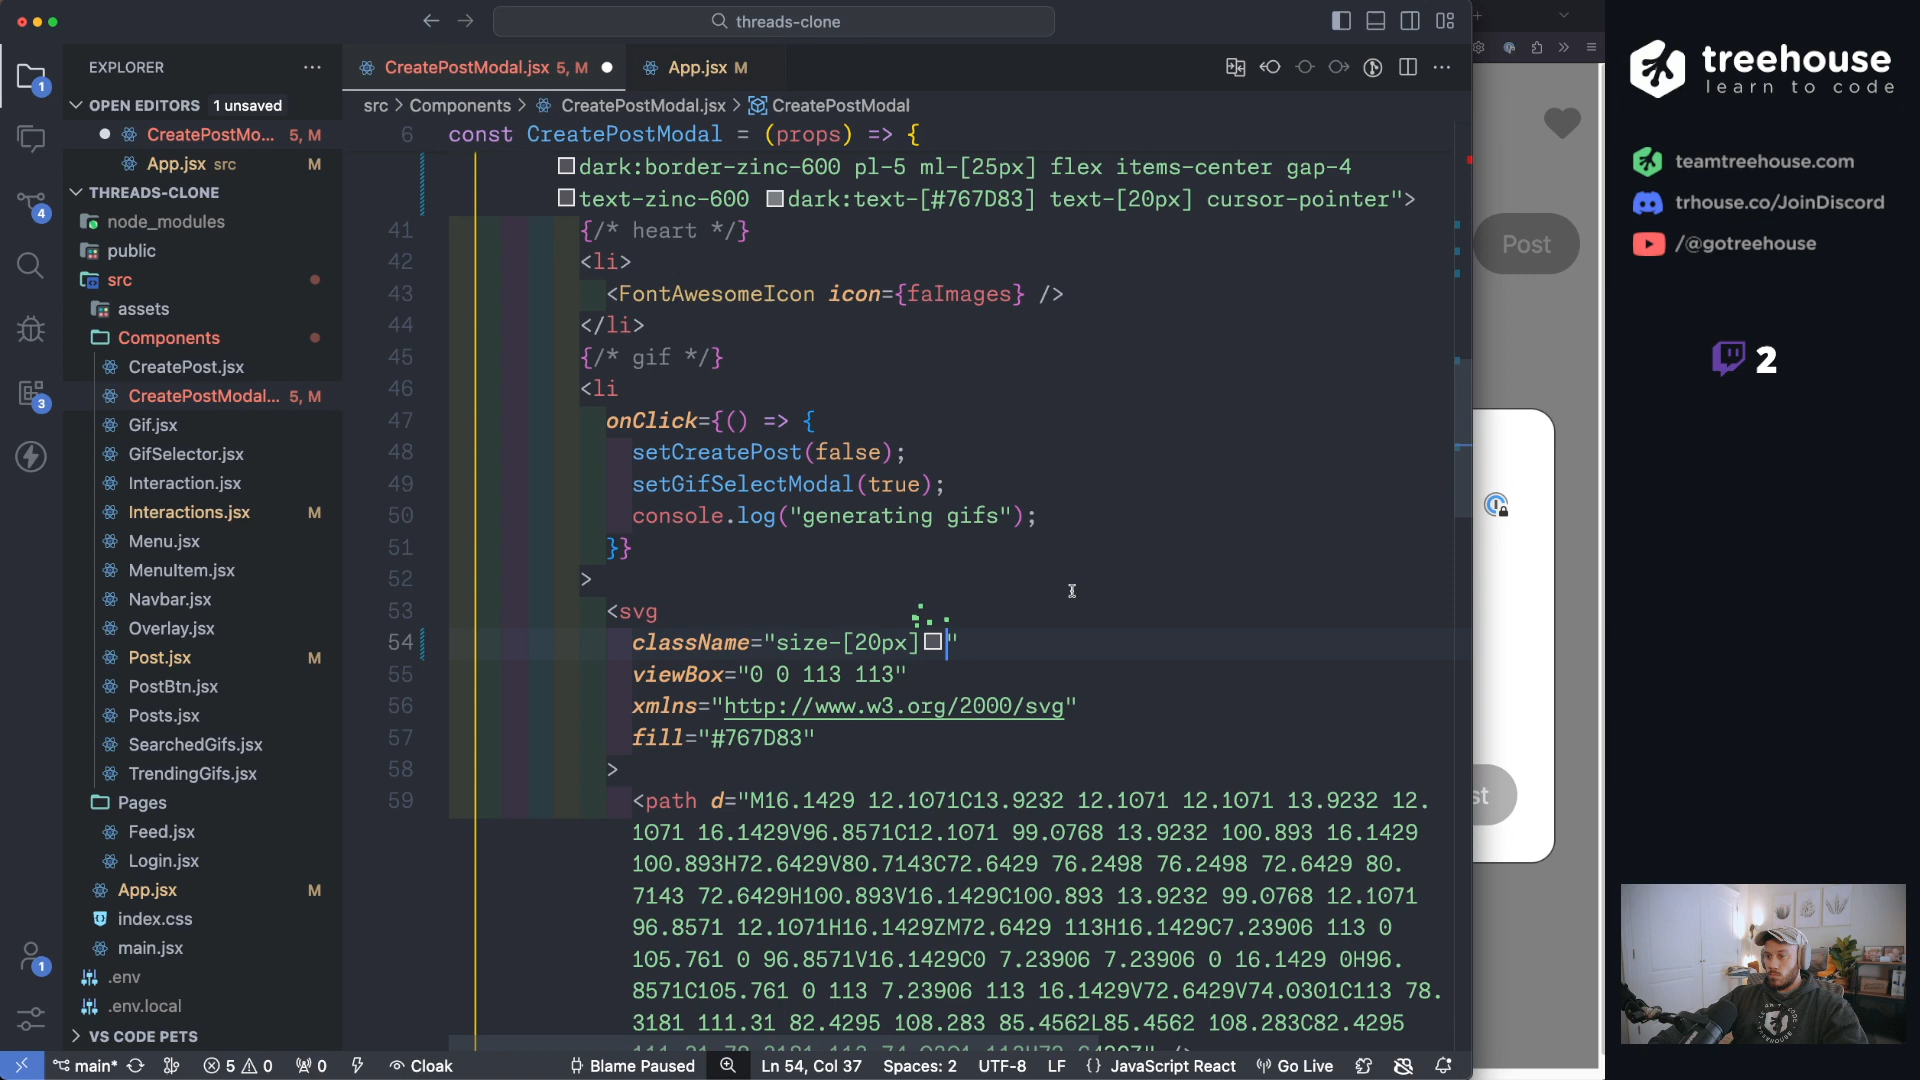 threads-clone
EXPLORER
OPEN EDITORS 1 unsaved
CreatePostMo... 5, M
App.jsx src M
THREADS-CLONE
node_modules
public
src
assets
Components
CreatePost.jsx
CreatePostModal... 5, M
Gif.jsx
GifSelector.jsx
Interaction.jsx
Interactions.jsx M
Menu.jsx
MenuItem.jsx
Navbar.jsx
Overlay.jsx
Post.jsx M
PostBtn.jsx
Posts.jsx
SearchedGifs.jsx
TrendingGifs.jsx
Pages
Feed.jsx
Login.jsx
App.jsx M
index.css
main.jsx
.env
.env.local
VS CODE PETS
1
4
3
1
CreatePostModal.jsx 5, M
App.jsx M
src > Components > CreatePostModal.jsx > CreatePostModal
6 const CreatePostModal = (props) => {
dark:border-zinc-600 pl-5 ml-[25px] flex items-center gap-4
text-zinc-600 dark:text-[#767D83] text-[20px] cursor-pointer">
41 {/* heart */}
42 <li>
43 <FontAwesomeIcon icon={faImages} />
44 </li>
45 {/* gif */}
46 <li
47 onClick={() => {
48 setCreatePost(false);
49 setGifSelectModal(true);
50 console.log("generating gifs");
51 }}
52 >
53 <svg
54 className="size-[20px] "
55 viewBox="0 0 113 113"
56 xmlns="http://www.w3.org/2000/svg"
57 fill="#767D83"
58 >
59 <path d="M16.1429 12.1071C13.9232 12.1071 12.1071 13.9232 12.
1071 16.1429V96.8571C12.1071 99.0768 13.9232 100.893 16.1429
100.893H72.6429V80.7143C72.6429 76.2498 76.2498 72.6429 80.
7143 72.6429H100.893V16.1429C100.893 13.9232 99.0768 12.1071
96.8571 12.1071H16.1429ZM72.6429 113H16.1429C7.23906 113 0
105.761 0 96.8571V16.1429C0 7.23906 7.23906 0 16.1429 0H96.
8571C105.761 0 113 7.23906 113 16.1429V72.6429V74.0301C113 78.
3181 111.31 82.4295 108.283 85.4562L85.4562 108.283C82.4295
main* 5 0 0 Cloak Blame Paused Ln 54, Col 37 Spaces: 2 UTF-8 LF {} JavaScript React Go Live
Post
st
treehouse
learn to code
teamtreehouse.com
trhouse.co/JoinDiscord
/@gotreehouse
2